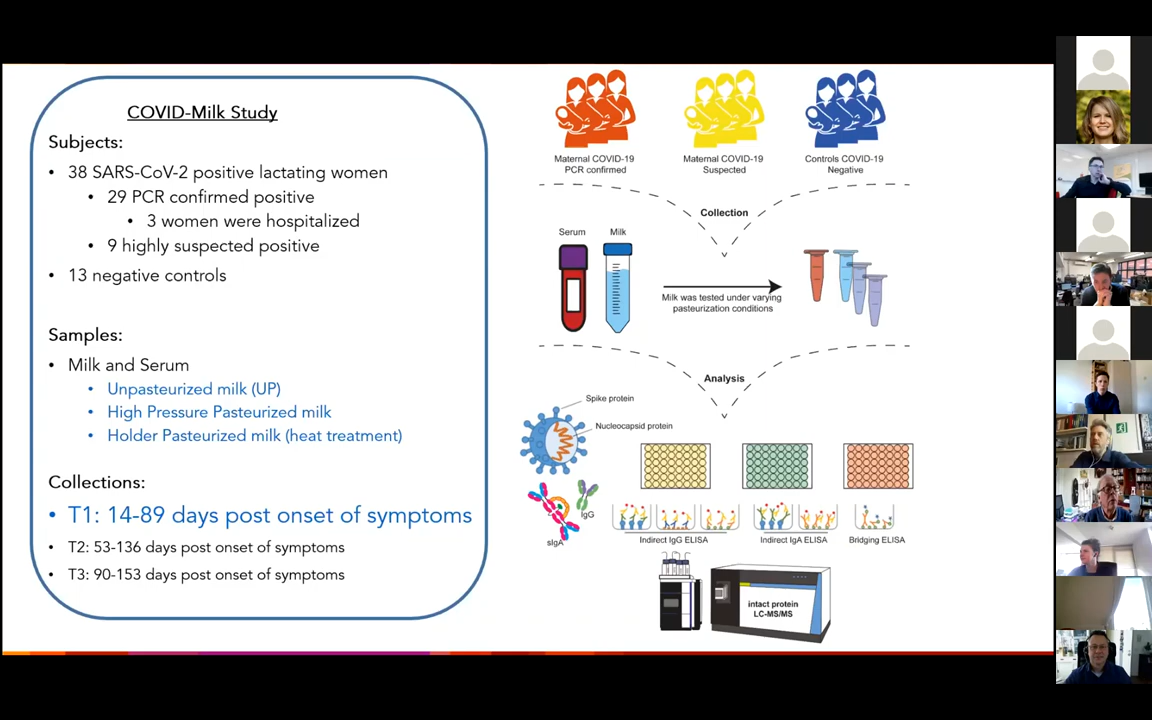 COVID-Milk Study
Subjects:
• 38 SARS-CoV-2 positive lactating women
• 29 PCR confirmed positive
• 3 women were hospitalized
• 9 highly suspected positive
• 13 negative controls
Samples:
• Milk and Serum
• Unpasteurized milk (UP)
• High Pressure Pasteurized milk
• Holder Pasteurized milk (heat treatment)
Collections:
• T1: 14-89 days post onset of symptoms
• T2: 53-136 days post onset of symptoms
• T3: 90-153 days post onset of symptoms
Maternal COVID-19
PCR confirmed
Maternal COVID-19
Suspected
Controls COVID-19
Negative
Collection
Serum
Milk
Milk was tested under varying
pasteurization conditions
Analysis
Spike protein
Nucleocapsid protein
IgG
sIgA
Indirect IgG ELISA
Indirect IgA ELISA
Bridging ELISA
intact protein
LC-MS/MS